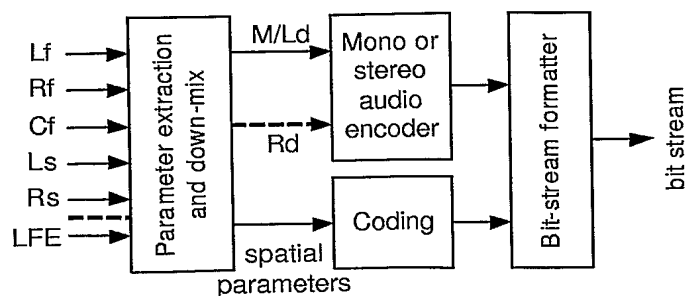 Lf
Rf
Cf
Ls
Rs
LFE
Parameter extraction
and down-mix
M/Ld
Rd
spatial
parameters
Mono or
stereo
audio
encoder
Coding
Bit-stream formatter
bit stream